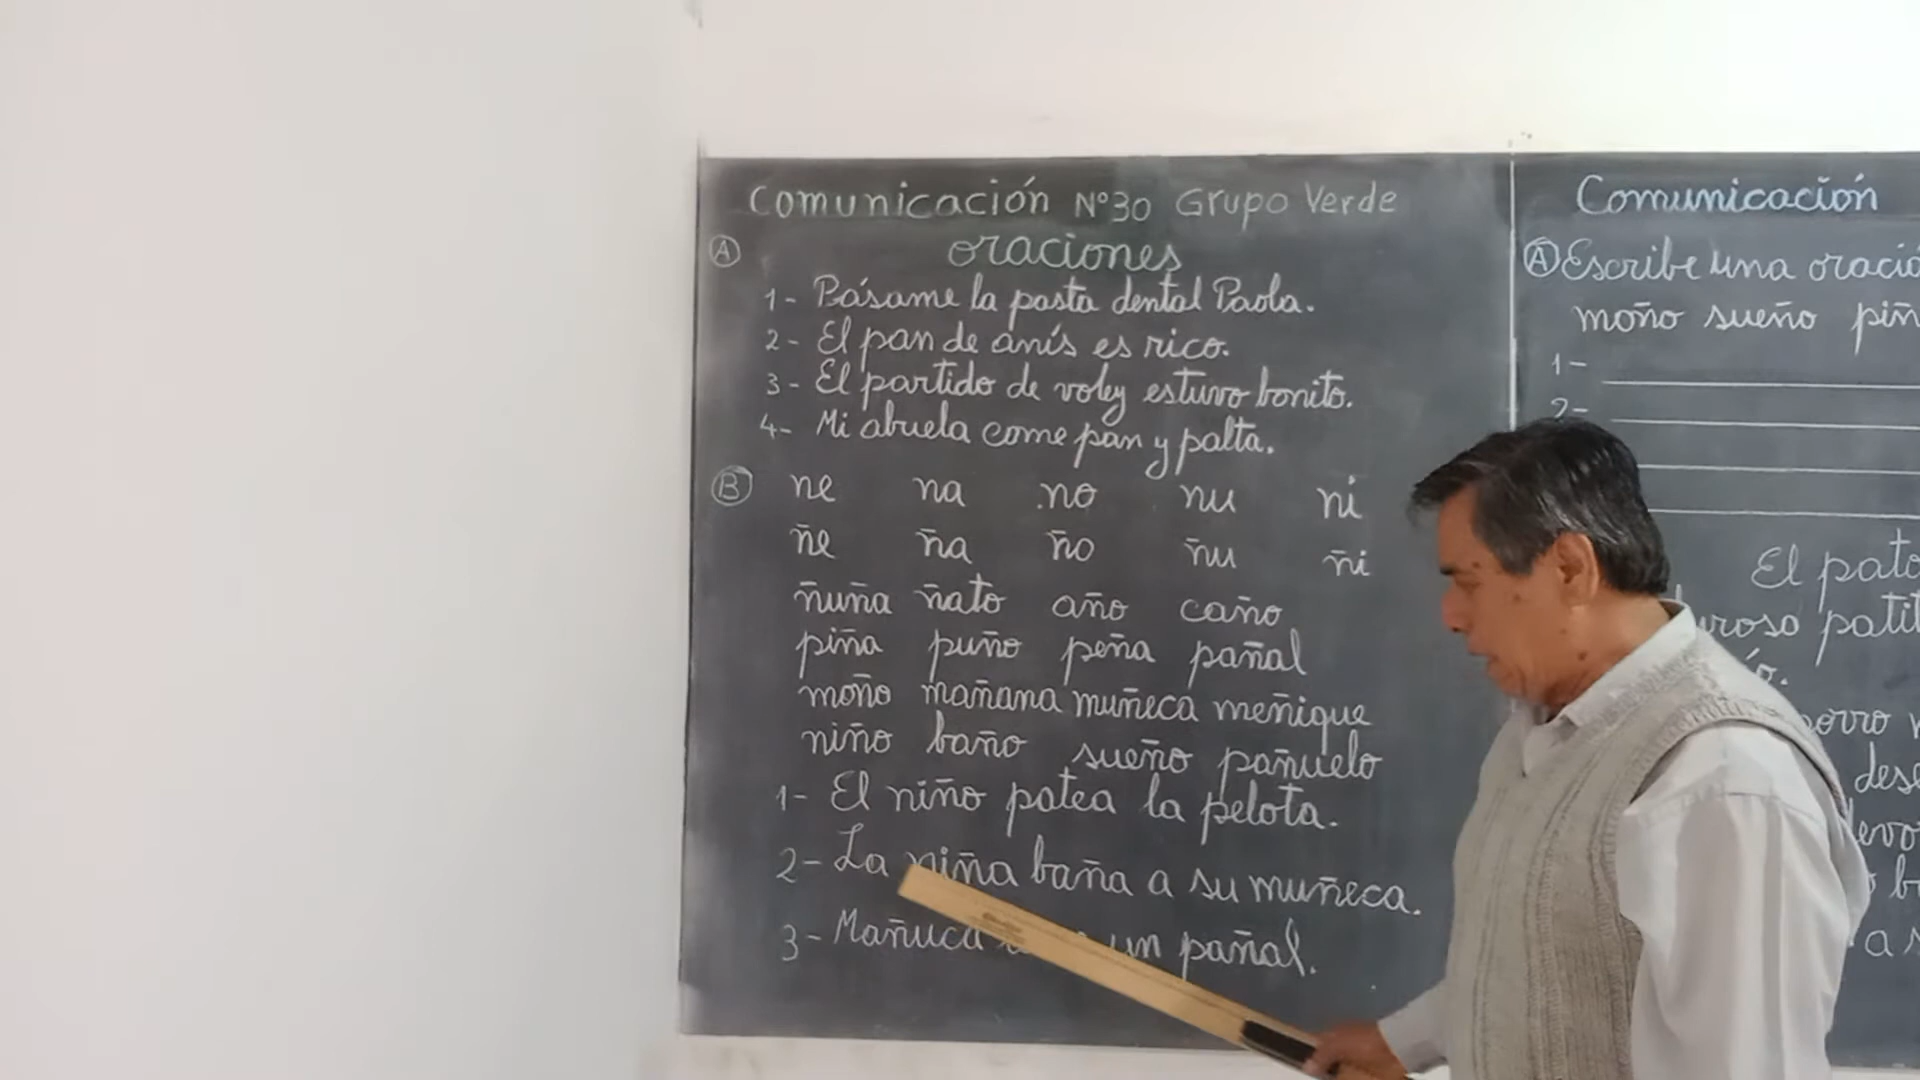 Comunicación N°30 Grupo Verde
Ⓐ oraciones
1- Pásame la pasta dental Paola.
2- El pan de anís es rico.
3- El partido de voley estuvo bonito.
4- Mi abuela come pan y palta.
Ⓑ ne na no nu ni
ñe ña ño ñu ñi
ñuña ñato año caño
piña puño peña pañal
moño mañana muñeca meñique
niño baño sueño pañuelo
1- El niño patea la pelota.
2- La niña baña a su muñeca.
3- Mañuca un pañal.
Comunicación
Ⓐ Escribe una
moño sueño
1-
2-
El